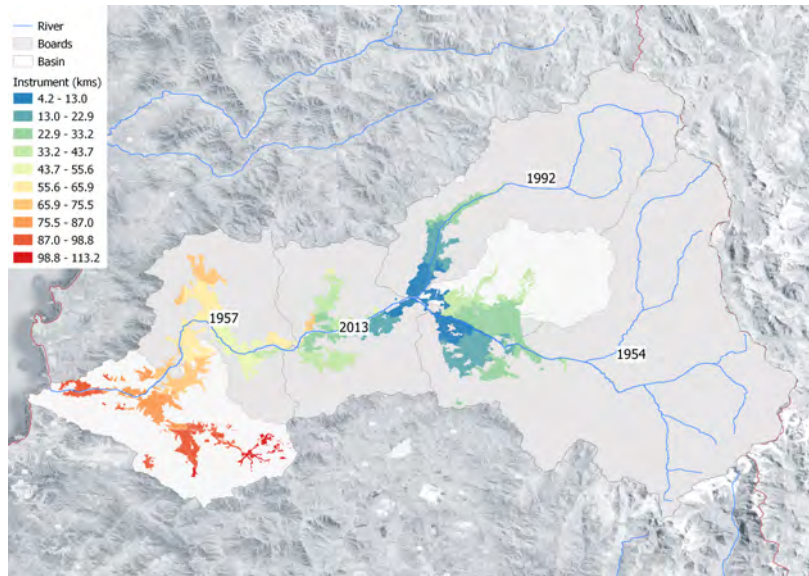 River
Boards
Basin
Instrument (kms)
4.2 - 13.0
13.0 - 22.9
22.9 - 33.2
33.2 - 43.7
43.7 - 55.6
55.6 - 65.9
65.9 - 75.5
75.5 - 87.0
87.0 - 98.8
98.8 - 113.2
1992
1957
2013
1954